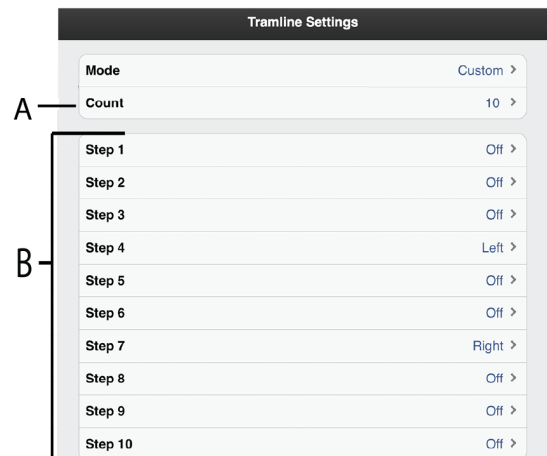 Tramline Settings
Mode Custom >
A Count 10 >
Step 1 Off >
Step 2 Off >
Step 3 Off >
Step 4 Left >
B Step 5 Off >
Step 6 Off >
Step 7 Right >
Step 8 Off >
Step 9 Off >
Step 10 Off >